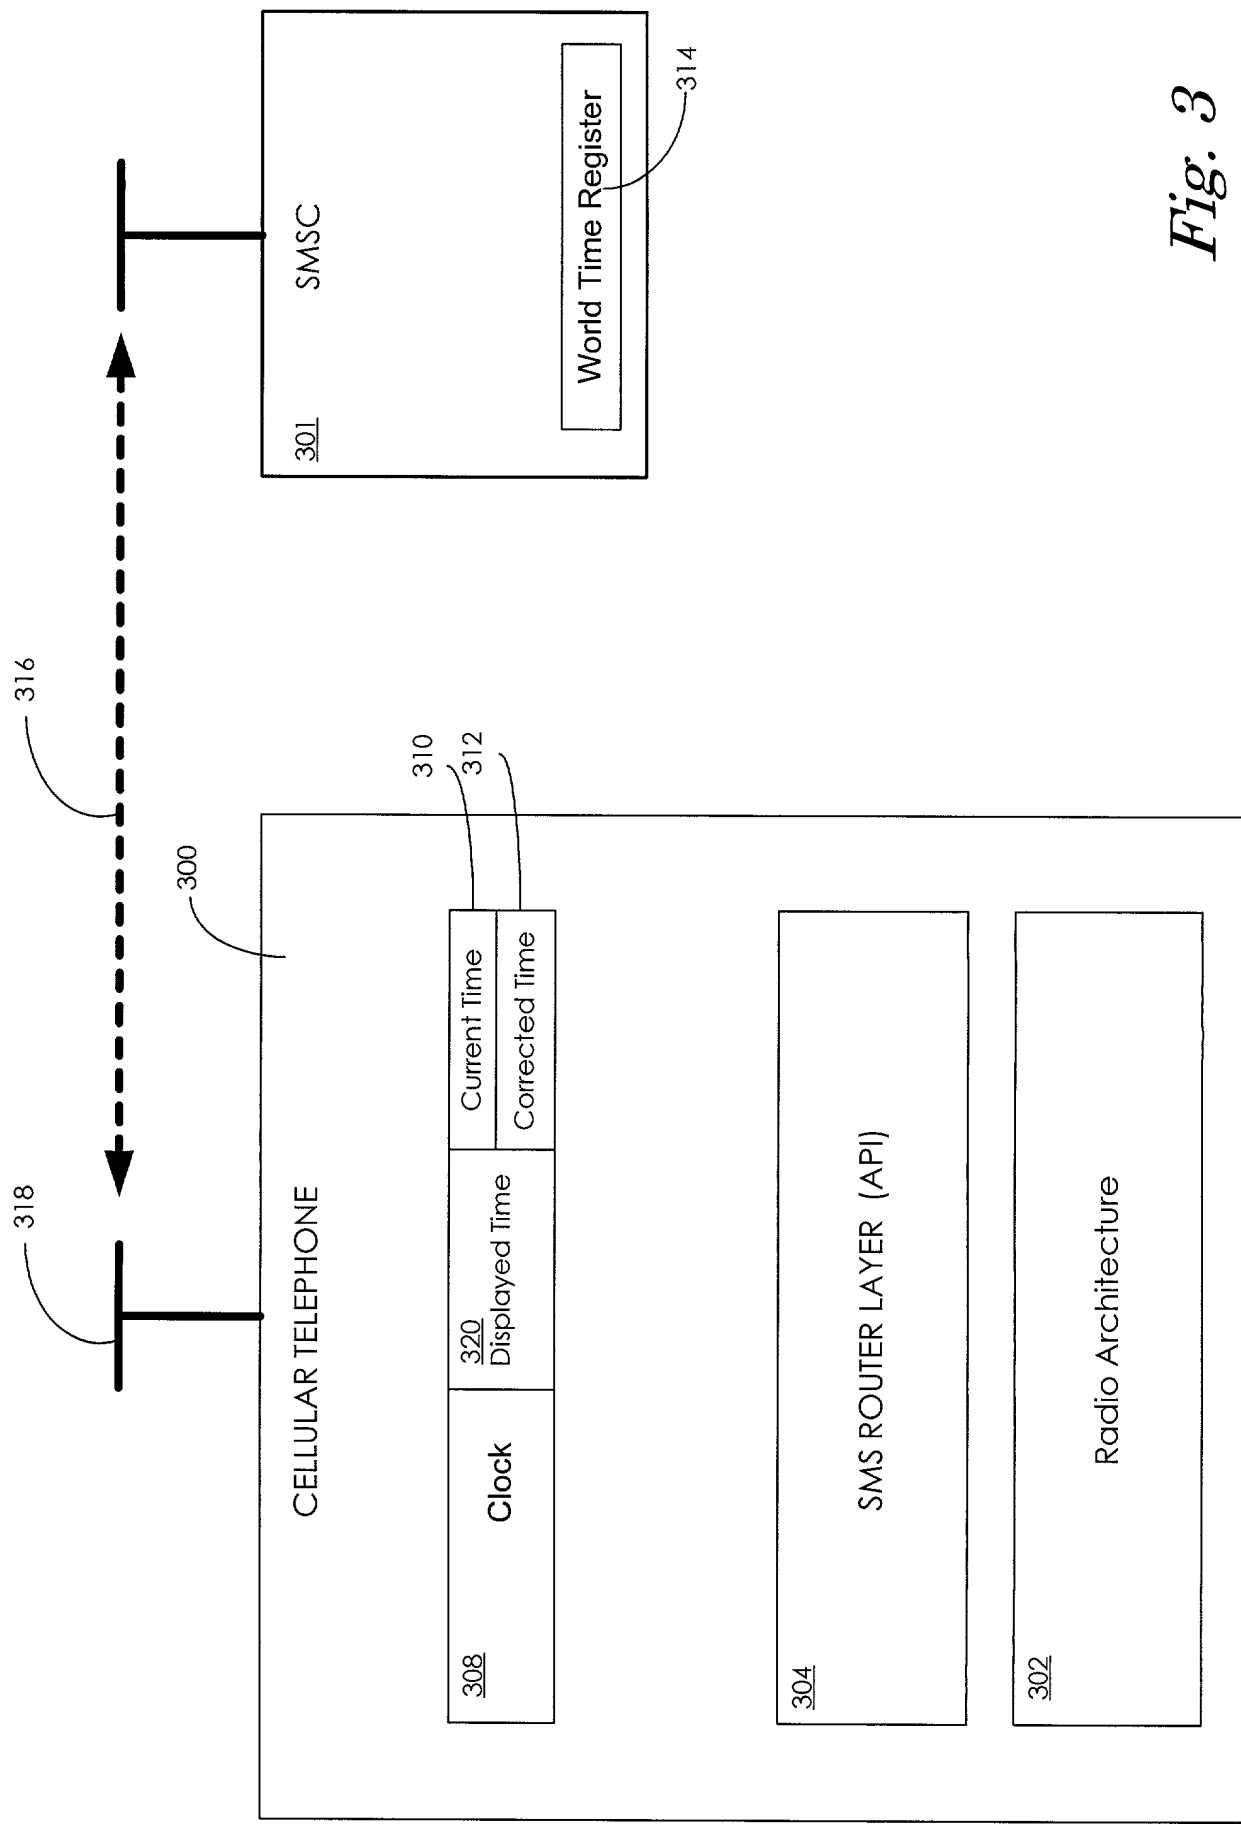 318
316
300
CELLULAR TELEPHONE
301
SMSC
World Time Register
314
308
Clock
320
Displayed Time
Current Time
Corrected Time
310
312
304
SMS ROUTER LAYER (API)
302
Radio Architecture
Fig. 3